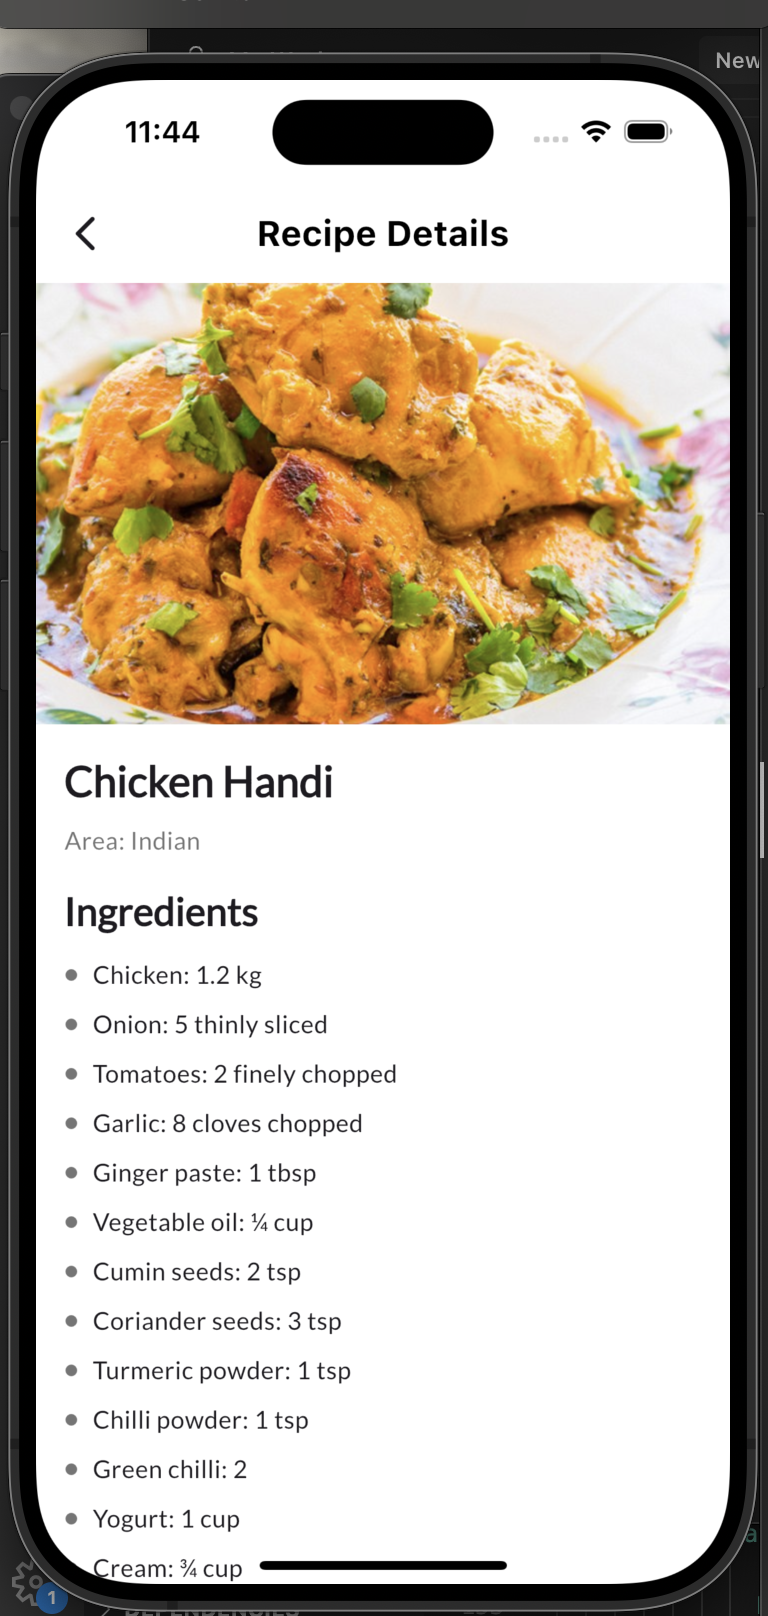 New
11:44
Recipe Details
Chicken Handi
Area: Indian
Ingredients
Chicken: 1.2 kg
Onion: 5 thinly sliced
Tomatoes: 2 finely chopped
Garlic: 8 cloves chopped
Ginger paste: 1 tbsp
Vegetable oil: ¼ cup
Cumin seeds: 2 tsp
Coriander seeds: 3 tsp
Turmeric powder: 1 tsp
Chilli powder: 1 tsp
Green chilli: 2
Yogurt: 1 cup
Cream: ¾ cup
1
DEPENDENCIES